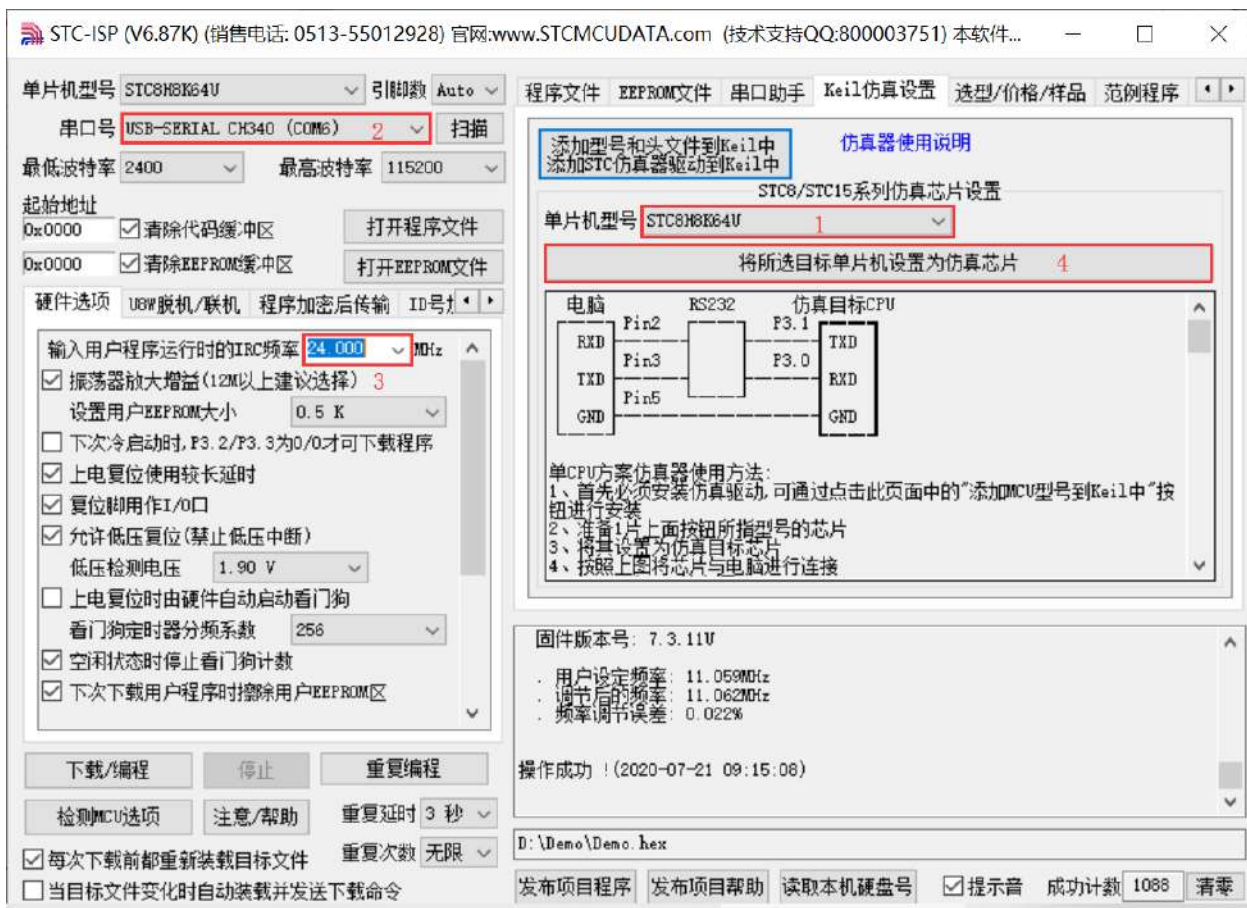 STC-ISP (V6.87K) (销售电话: 0513-55012928) 官网:www.STCMCUDATA.com (技术支持QQ:800003751) 本软件...
单片机型号 STC8H8K64U 引脚数 Auto
串口号 USB-SERIAL CH340 (COM6) 2 扫描
最低波特率 2400 最高波特率 115200
起始地址
0x0000 清除代码缓冲区 打开程序文件
0x0000 清除EEPROM缓冲区 打开EEPROM文件
硬件选项 U8W脱机/联机 程序加密后传输 ID号
输入用户程序运行时的IRC频率 24.000 MHz
振荡器放大增益(12M以上建议选择) 3
设置用户EEPROM大小 0.5 K
下次冷启动时,P3.2/P3.3为0/0才可下载程序
上电复位使用较长延时
复位脚用作I/O口
允许低压复位(禁止低压中断)
低压检测电压 1.90 V
上电复位时由硬件自动启动看门狗
看门狗定时器分频系数 256
空闲状态时停止看门狗计数
下次下载用户程序时擦除用户EEPROM区
下载/编程 停止 重复编程
检测MCU选项 注意/帮助 重复延时 3 秒
每次下载前都重新装载目标文件 重复次数 无限
当目标文件变化时自动装载并发送下载命令
程序文件 EEPROM文件 串口助手 Keil仿真设置 选型/价格/样品 范例程序
添加型号和头文件到Keil中
添加STC仿真器驱动到Keil中
仿真器使用说明
STC8/STC15系列仿真芯片设置
单片机型号 STC8H8K64U 1
将所选目标单片机设置为仿真芯片 4
电脑 RS232 仿真目标CPU
Pin2 P3.1
RXD TXD
Pin3 P3.0
TXD RXD
Pin5
GND GND
单CPU方案仿真器使用方法:
1、首先必须安装仿真驱动,可通过点击此页面中的"添加MCU型号到Keil中"按
钮进行安装
2、准备1片上面按钮所指型号的芯片
3、将其设置为仿真目标芯片
4、按照上图将芯片与电脑进行连接
固件版本号: 7.3.11U
. 用户设定频率: 11.059MHz
. 调节后的频率: 11.062MHz
. 频率调节误差: 0.022%
操作成功 !(2020-07-21 09:15:08)
D:\Demo\Demo.hex
发布项目程序 发布项目帮助 读取本机硬盘号 提示音 成功计数 1088 清零